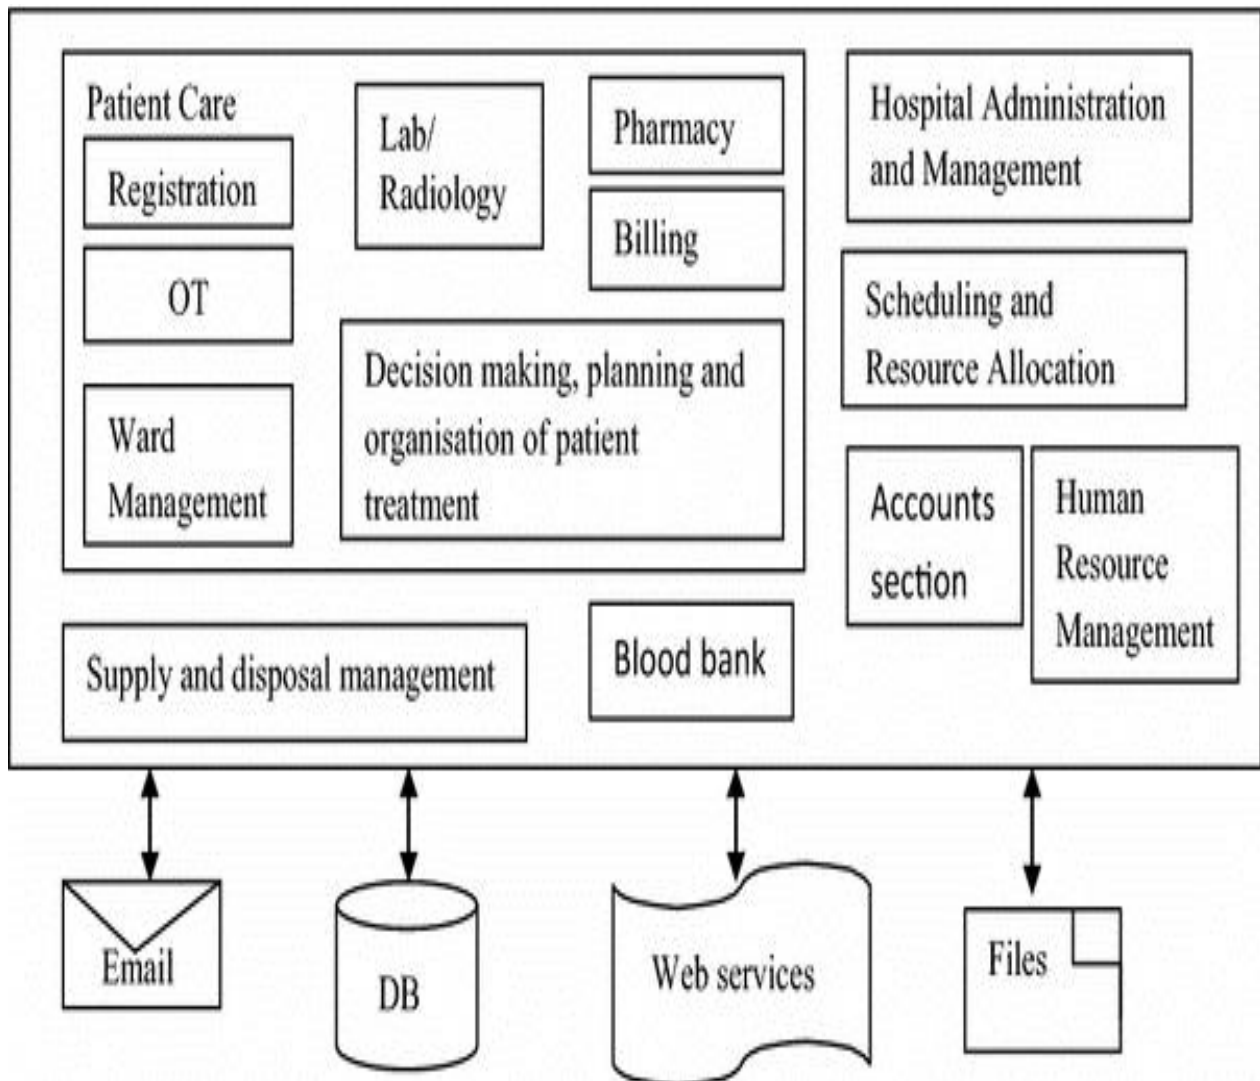 Patient Care
Registration
OT
Ward
Management
Lab/
Radiology
Pharmacy
Billing
Decision making, planning and
organisation of patient
treatment
Hospital Administration
and Management
Scheduling and
Resource Allocation
Accounts
section
Human
Resource
Management
Supply and disposal management
Blood bank
Email
DB
Web services
Files